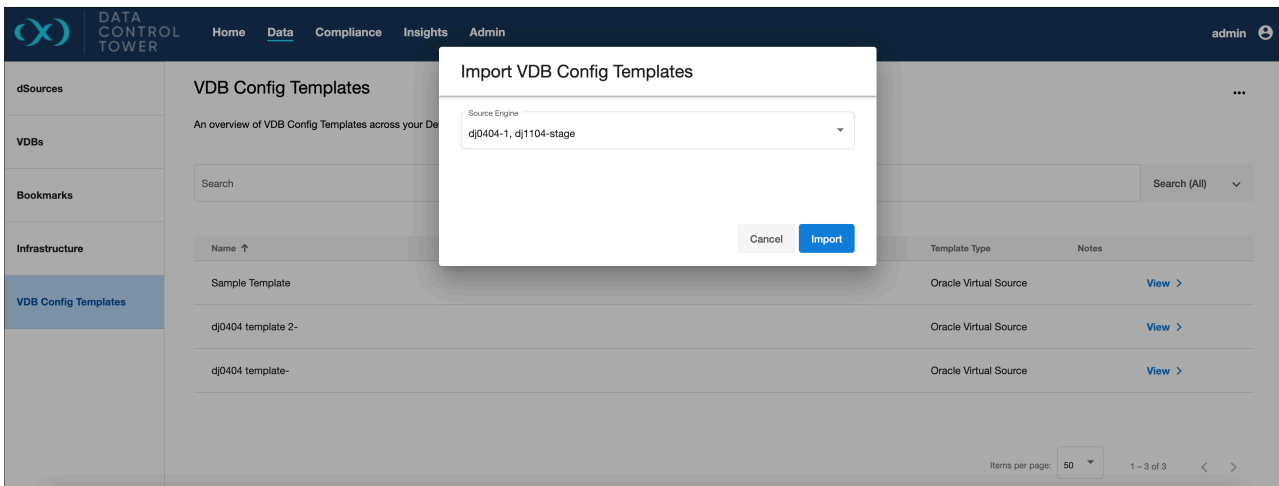 DATA
CONTROL
TOWER
Home Data Compliance Insights Admin
admin
dSources
VDBs
Bookmarks
Infrastructure
VDB Config Templates
VDB Config Templates
An overview of VDB Config Templates across your De
Search
Search (All)
Name Template Type Notes
Sample Template Oracle Virtual Source View
dj0404 template 2- Oracle Virtual Source View
dj0404 template- Oracle Virtual Source View
Items per page: 50 1 – 3 of 3
Import VDB Config Templates
Source Engine
dj0404-1, dj1104-stage
Cancel Import